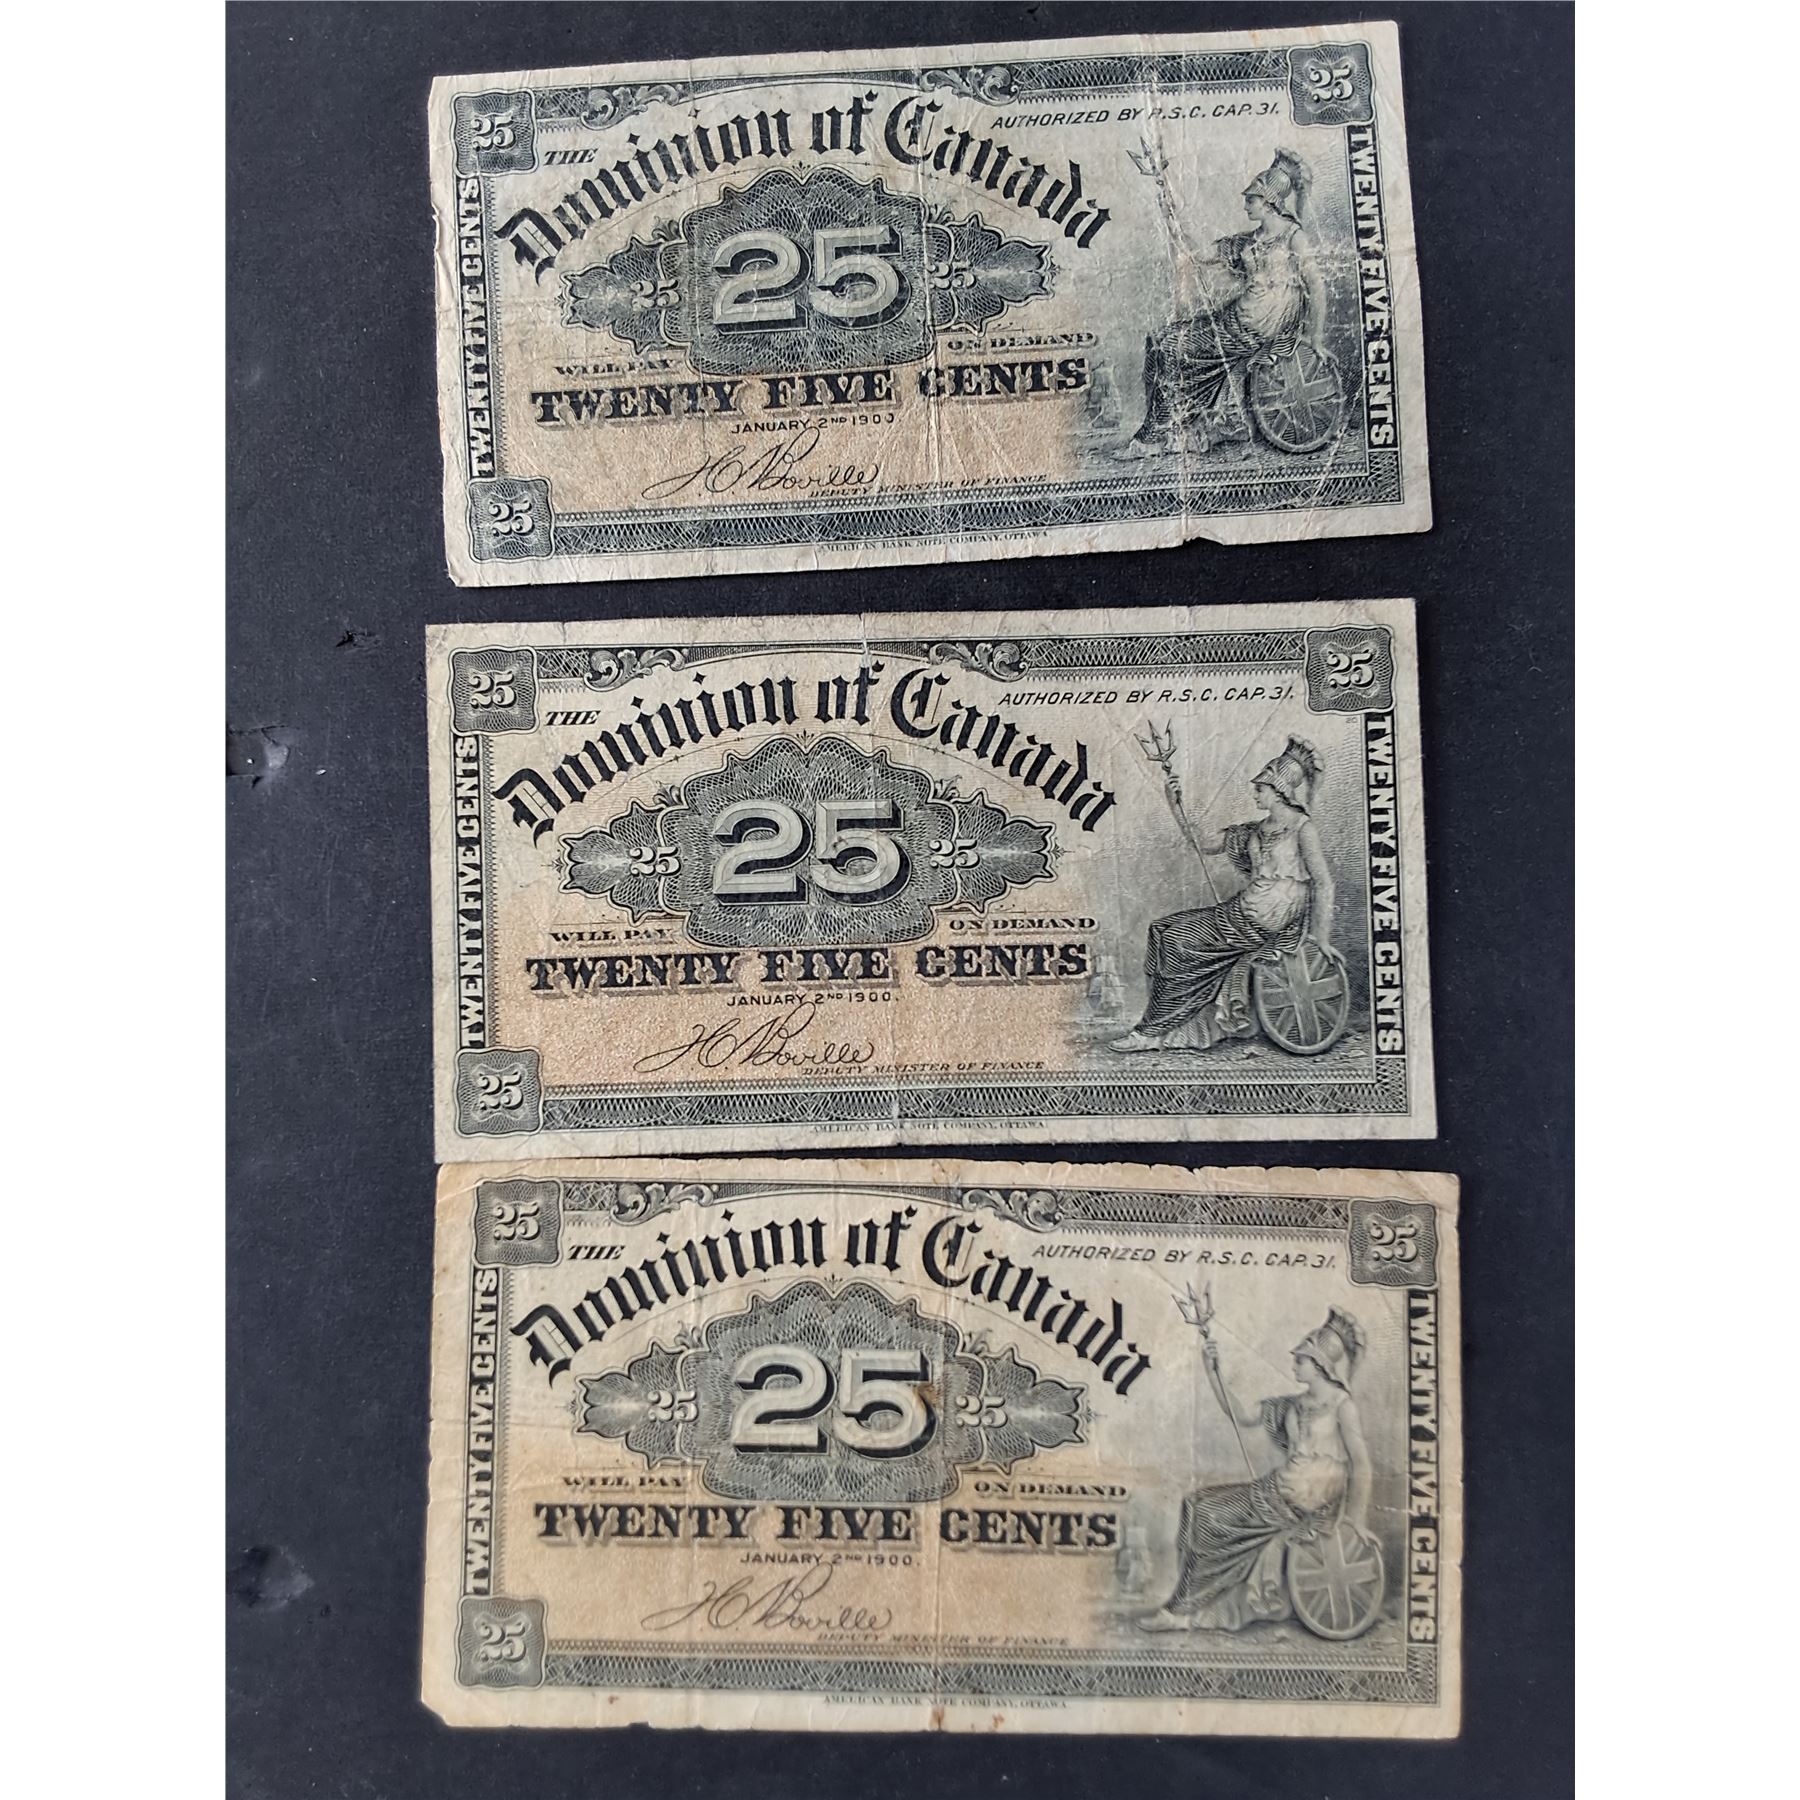 25
25
AUTHORIZED BY R.S.C. CAP. 31.
THE
Dominion of Canada
TWENTY FIVE CENTS
TWENTY FIVE CENTS
25
25
25
WILL PAY
ON DEMAND
TWENTY FIVE CENTS
JANUARY 2ND 1900.
H C Boville
DEPUTY MINISTER OF FINANCE
25
AMERICAN BANK NOTE COMPANY, OTTAWA
25
25
AUTHORIZED BY R.S.C. CAP. 31.
THE
Dominion of Canada
TWENTY FIVE CENTS
TWENTY FIVE CENTS
25
25
25
WILL PAY
ON DEMAND
TWENTY FIVE CENTS
JANUARY 2ND 1900.
H C Boville
DEPUTY MINISTER OF FINANCE
25
AMERICAN BANK NOTE COMPANY, OTTAWA
25
25
AUTHORIZED BY R.S.C. CAP. 31.
THE
Dominion of Canada
TWENTY FIVE CENTS
TWENTY FIVE CENTS
25
25
25
WILL PAY
ON DEMAND
TWENTY FIVE CENTS
JANUARY 2ND 1900.
H C Boville
DEPUTY MINISTER OF FINANCE
25
AMERICAN BANK NOTE COMPANY, OTTAWA